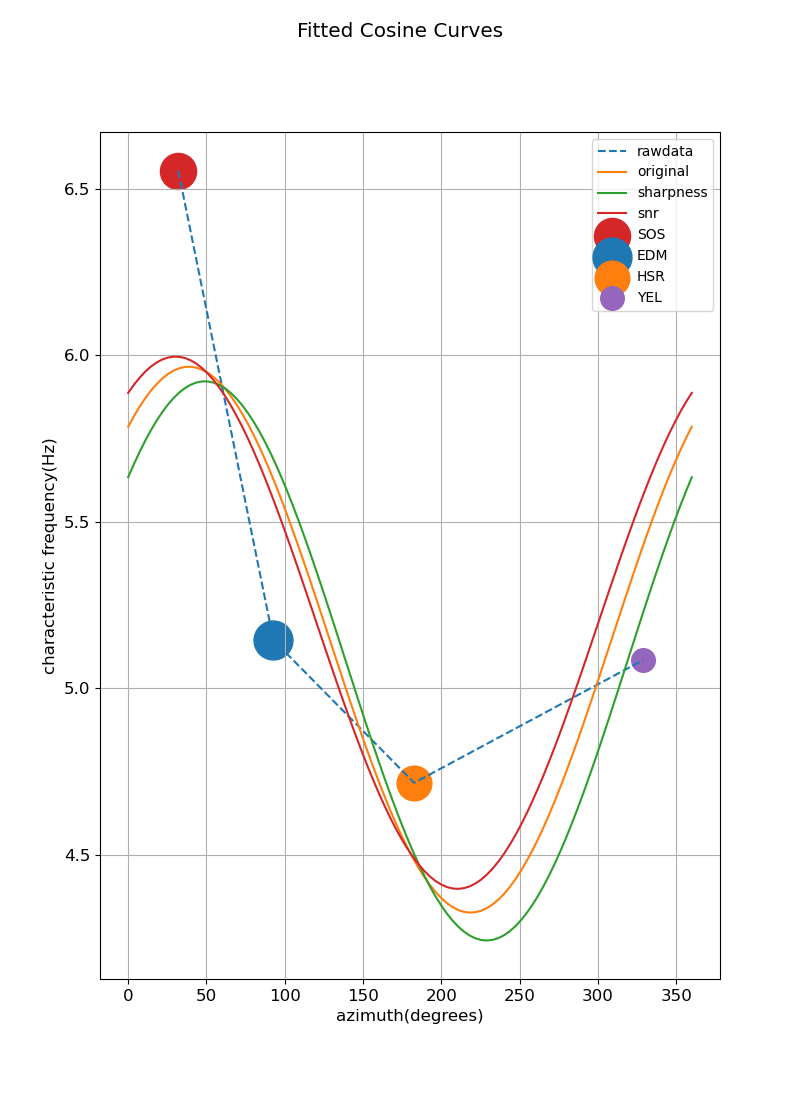 Fitted Cosine Curves
rawdata
original
sharpness
snr
SOS
EDM
HSR
YEL
6.5
6.0
5.5
5.0
4.5
characteristic frequency(Hz)
0 50 100 150 200 250 300 350
azimuth(degrees)